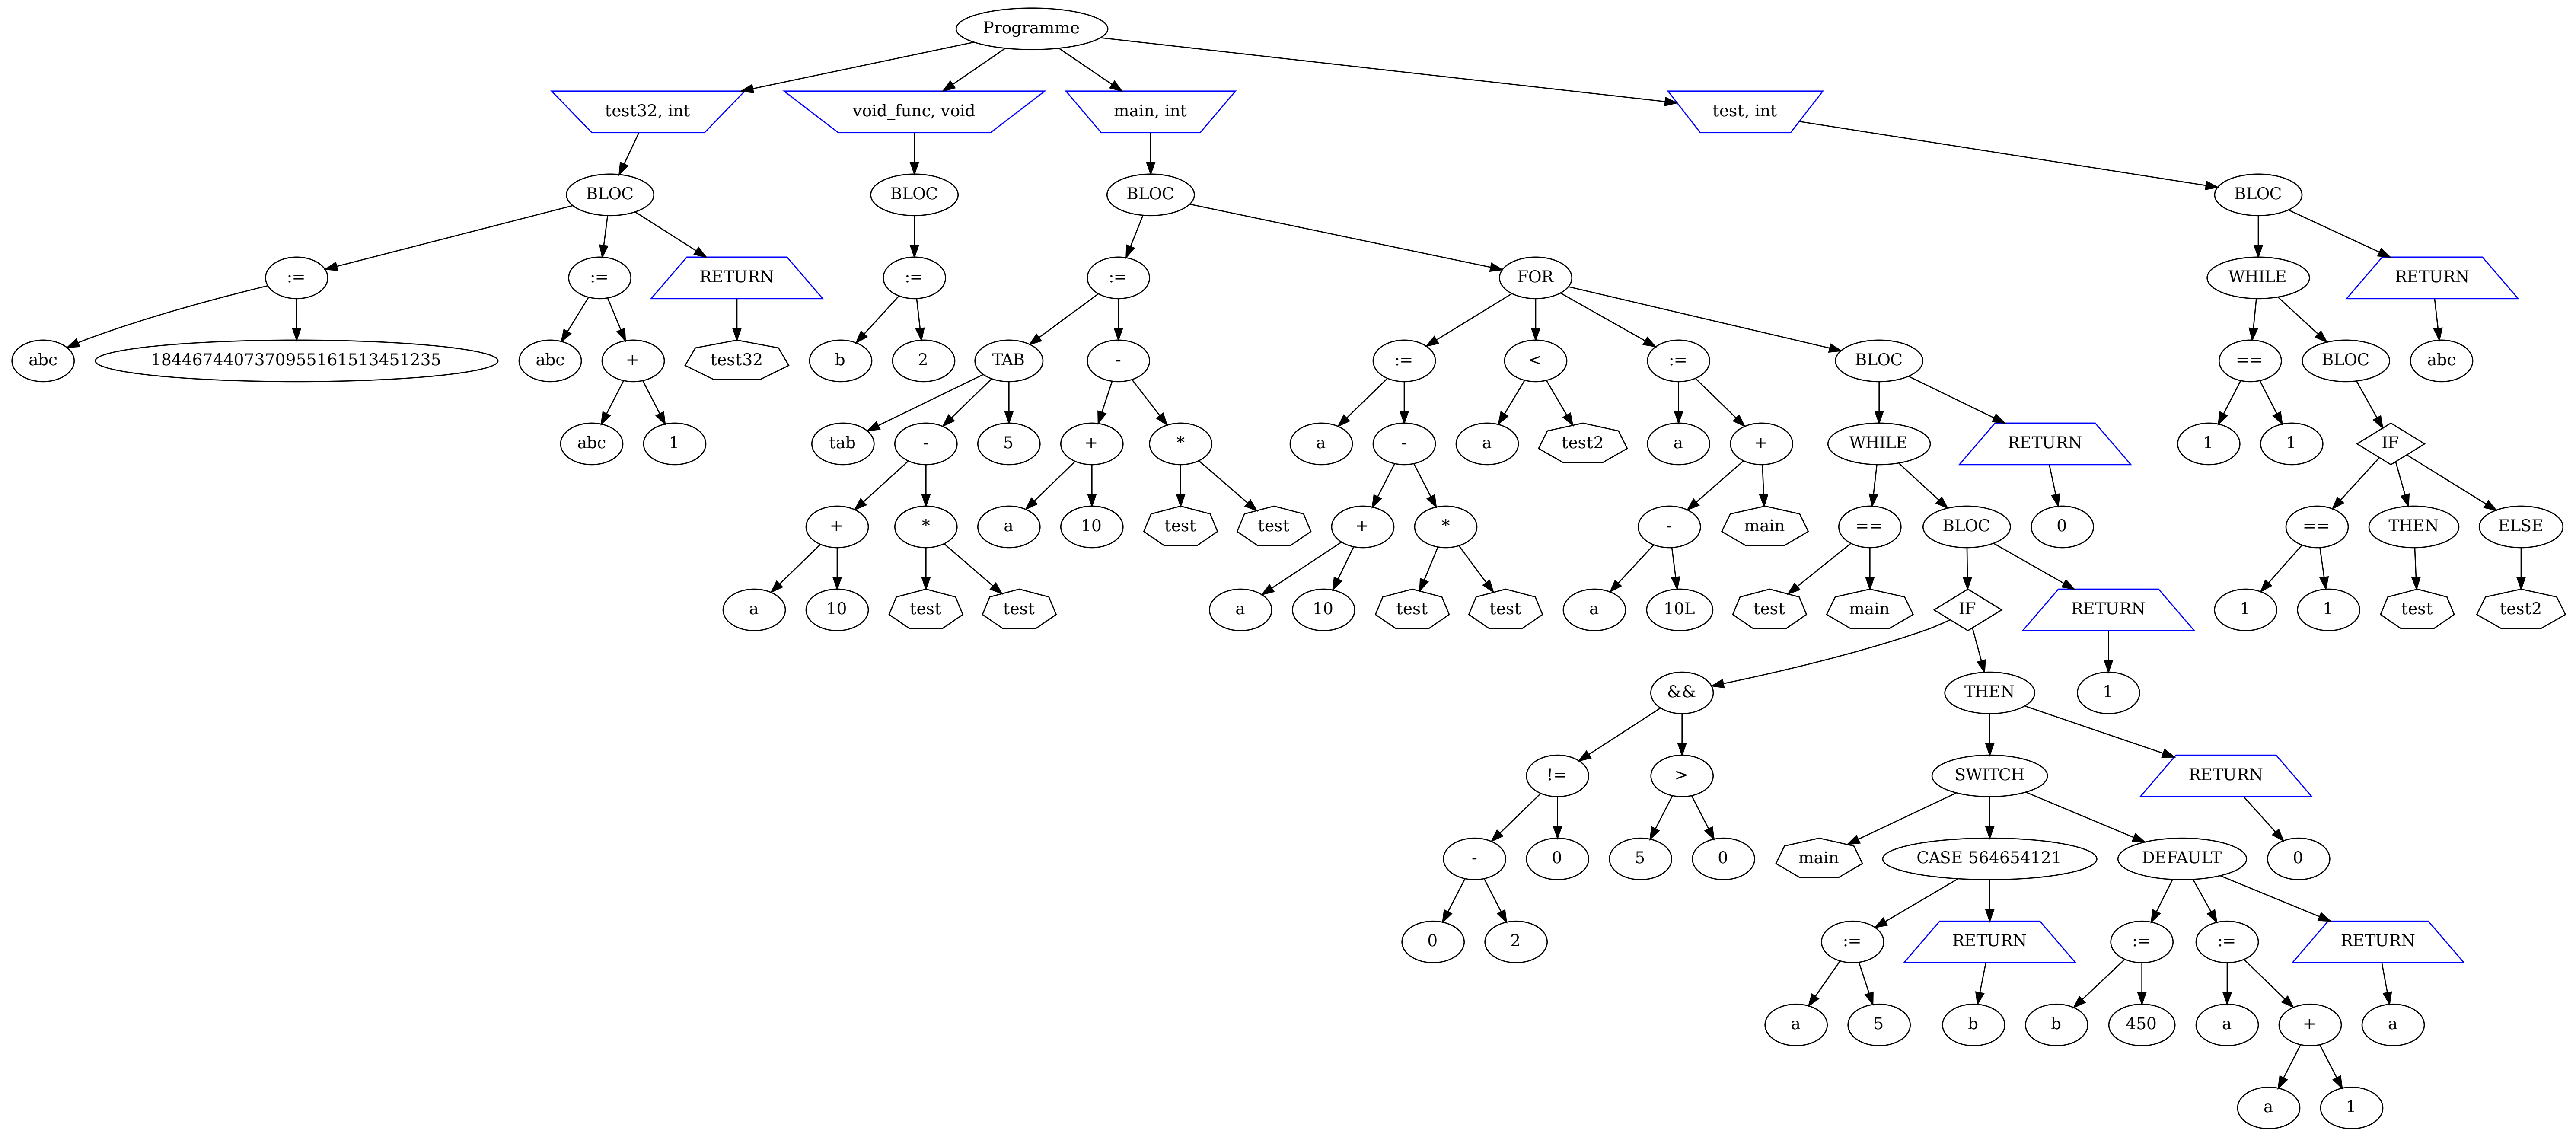 Programme
test32, int
void_func, void
main, int
test, int
BLOC
BLOC
BLOC
BLOC
:=
:=
RETURN
:=
:=
FOR
WHILE
RETURN
abc
1844674407370955161513451235
abc
+
test32
b
2
TAB
-
:=
<
:=
BLOC
==
BLOC
abc
abc
1
tab
-
5
+
*
a
-
a
test2
a
+
WHILE
RETURN
1
1
IF
+
*
a
10
test
test
+
*
-
main
==
BLOC
0
==
THEN
ELSE
a
10
test
test
a
10
test
test
a
10L
test
main
IF
RETURN
1
1
test
test2
&&
THEN
1
!=
>
SWITCH
RETURN
-
0
5
0
main
CASE 564654121
DEFAULT
0
0
2
:=
RETURN
:=
:=
RETURN
a
5
b
b
450
a
+
a
a
1